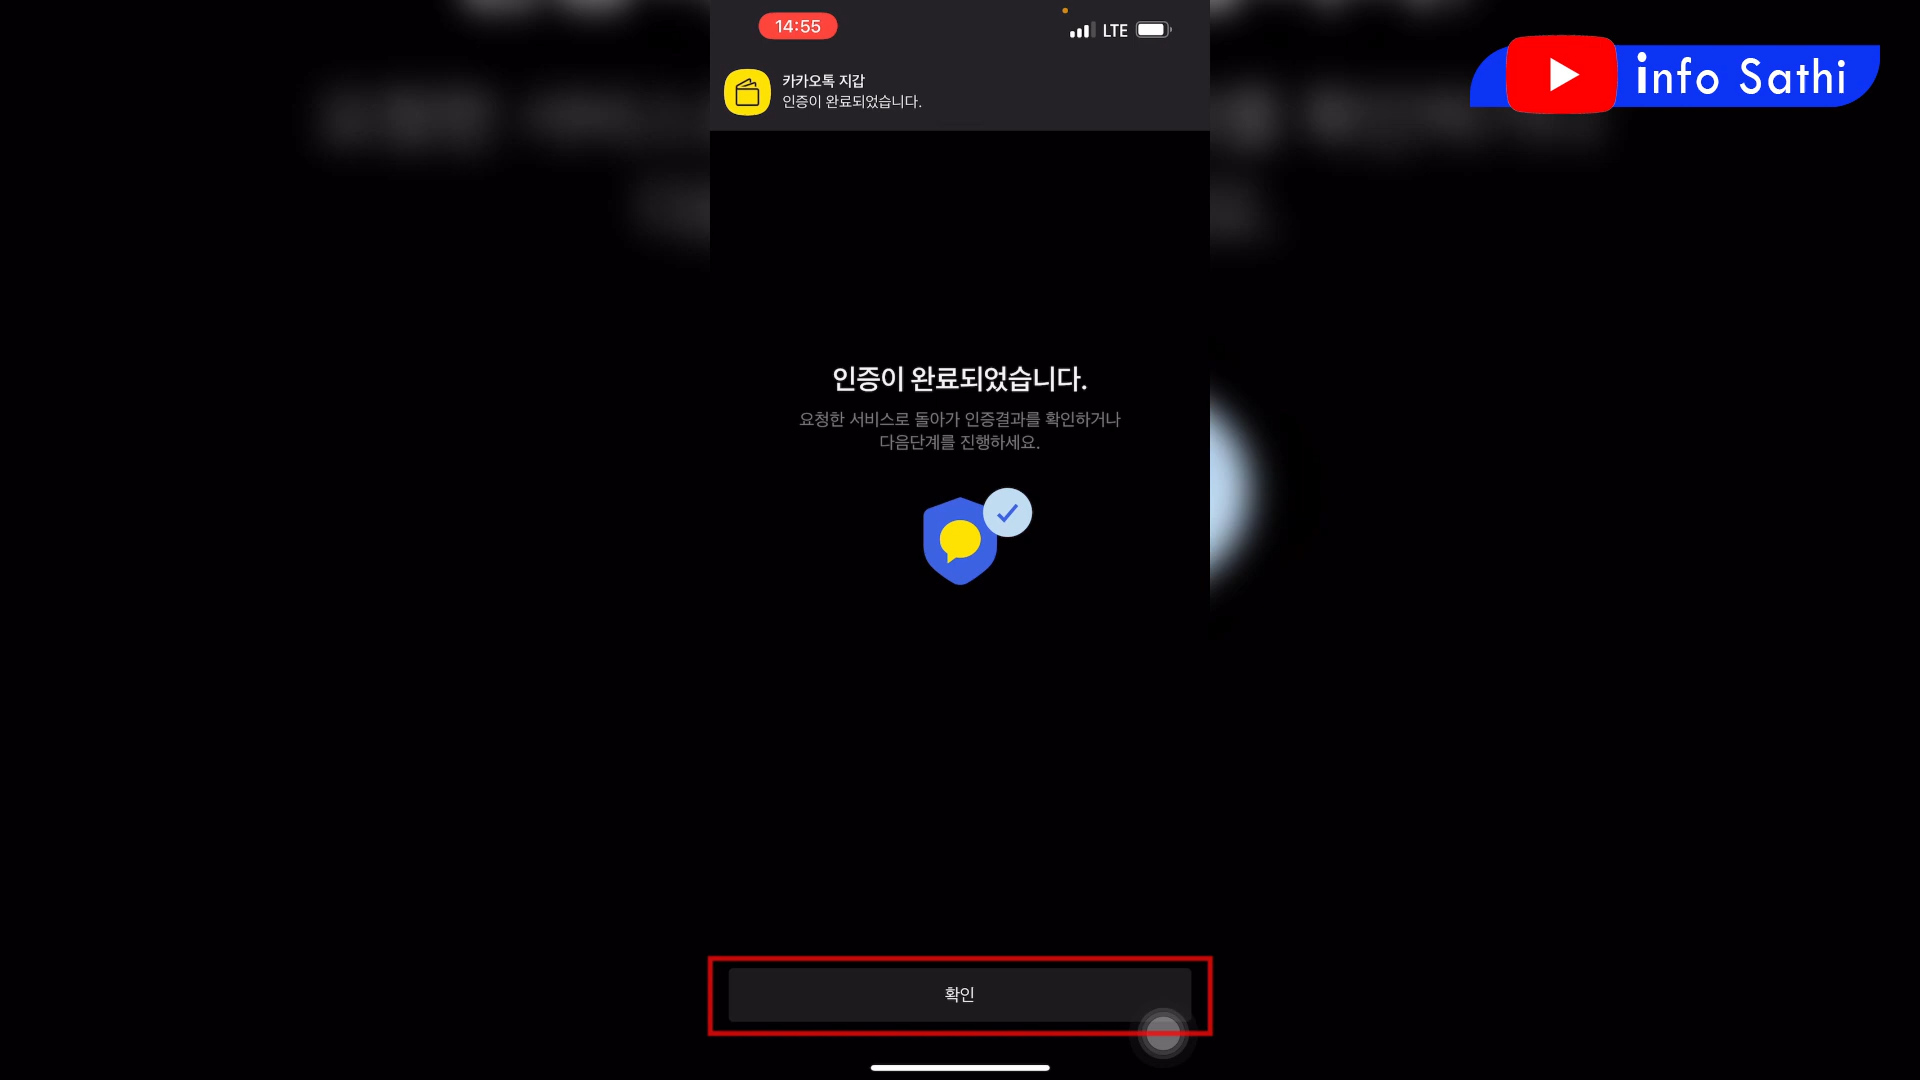 14:55
LTE
info Sathi
카카오톡 지갑
인증이 완료되었습니다.
인증이 완료되었습니다.
요청한 서비스로 돌아가 인증결과를 확인하거나
다음단계를 진행하세요.
확인